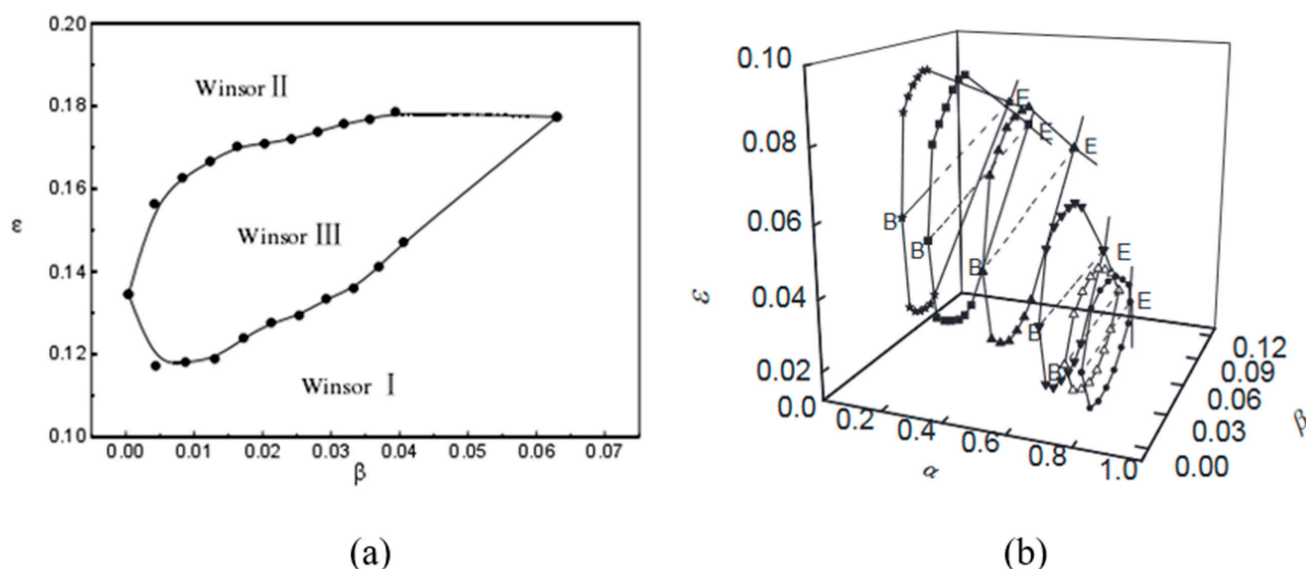 0.20
0.18
0.16
0.14
0.12
0.10
ε
Winsor II
Winsor III
Winsor I
0.00 0.01 0.02 0.03 0.04 0.05 0.06 0.07
β
(a)
0.10
0.08
0.06
0.04
0.02
ε
E
E
E
B
B
B
E
B
E
B
0.0 0.2 0.4 0.6 0.8 1.0
α
0.12
0.09
0.06
0.03
0.00
β
(b)